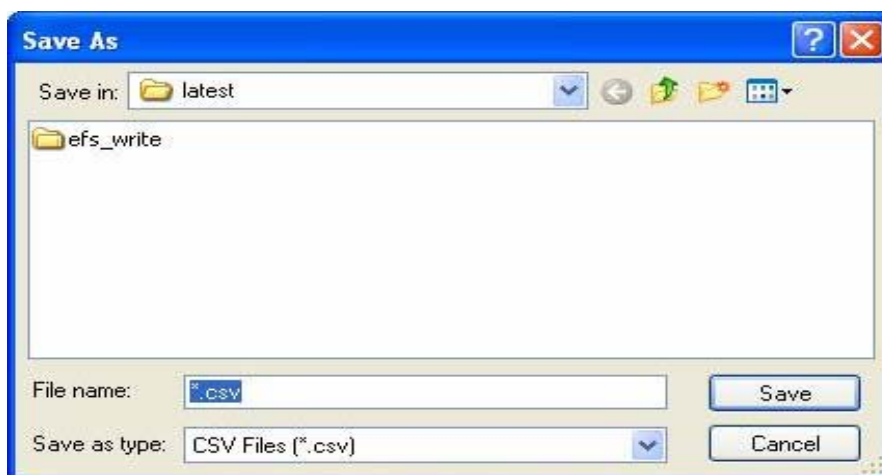 Save As
Save in: latest
efs_write
File name: *.csv
Save
Save as type: CSV Files (*.csv)
Cancel